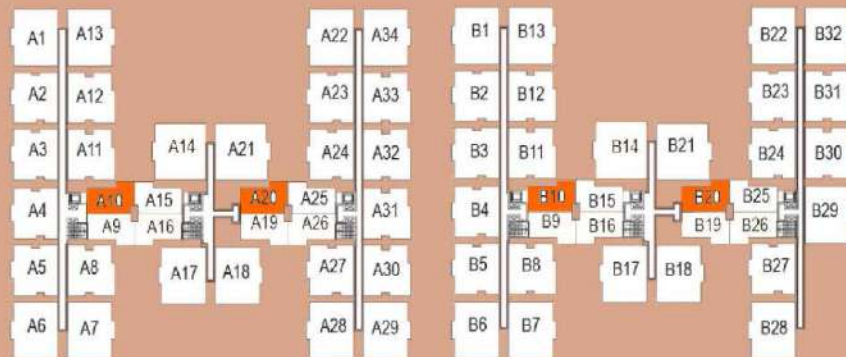 A1 A13 A22 A34 B1 B13 B22 B32
A2 A12 A23 A33 B2 B12 B23 B31
A3 A11 A14 A21 A24 A32 B3 B11 B14 B21 B24 B30
A10 A15 A20 A25 B10 B15 B20 B25
A4 A9 A16 A19 A26 A31 B4 B9 B16 B19 B26 B29
A5 A8 A17 A18 A27 A30 B5 B8 B17 B18 B27
A6 A7 A28 A29 B6 B7 B28